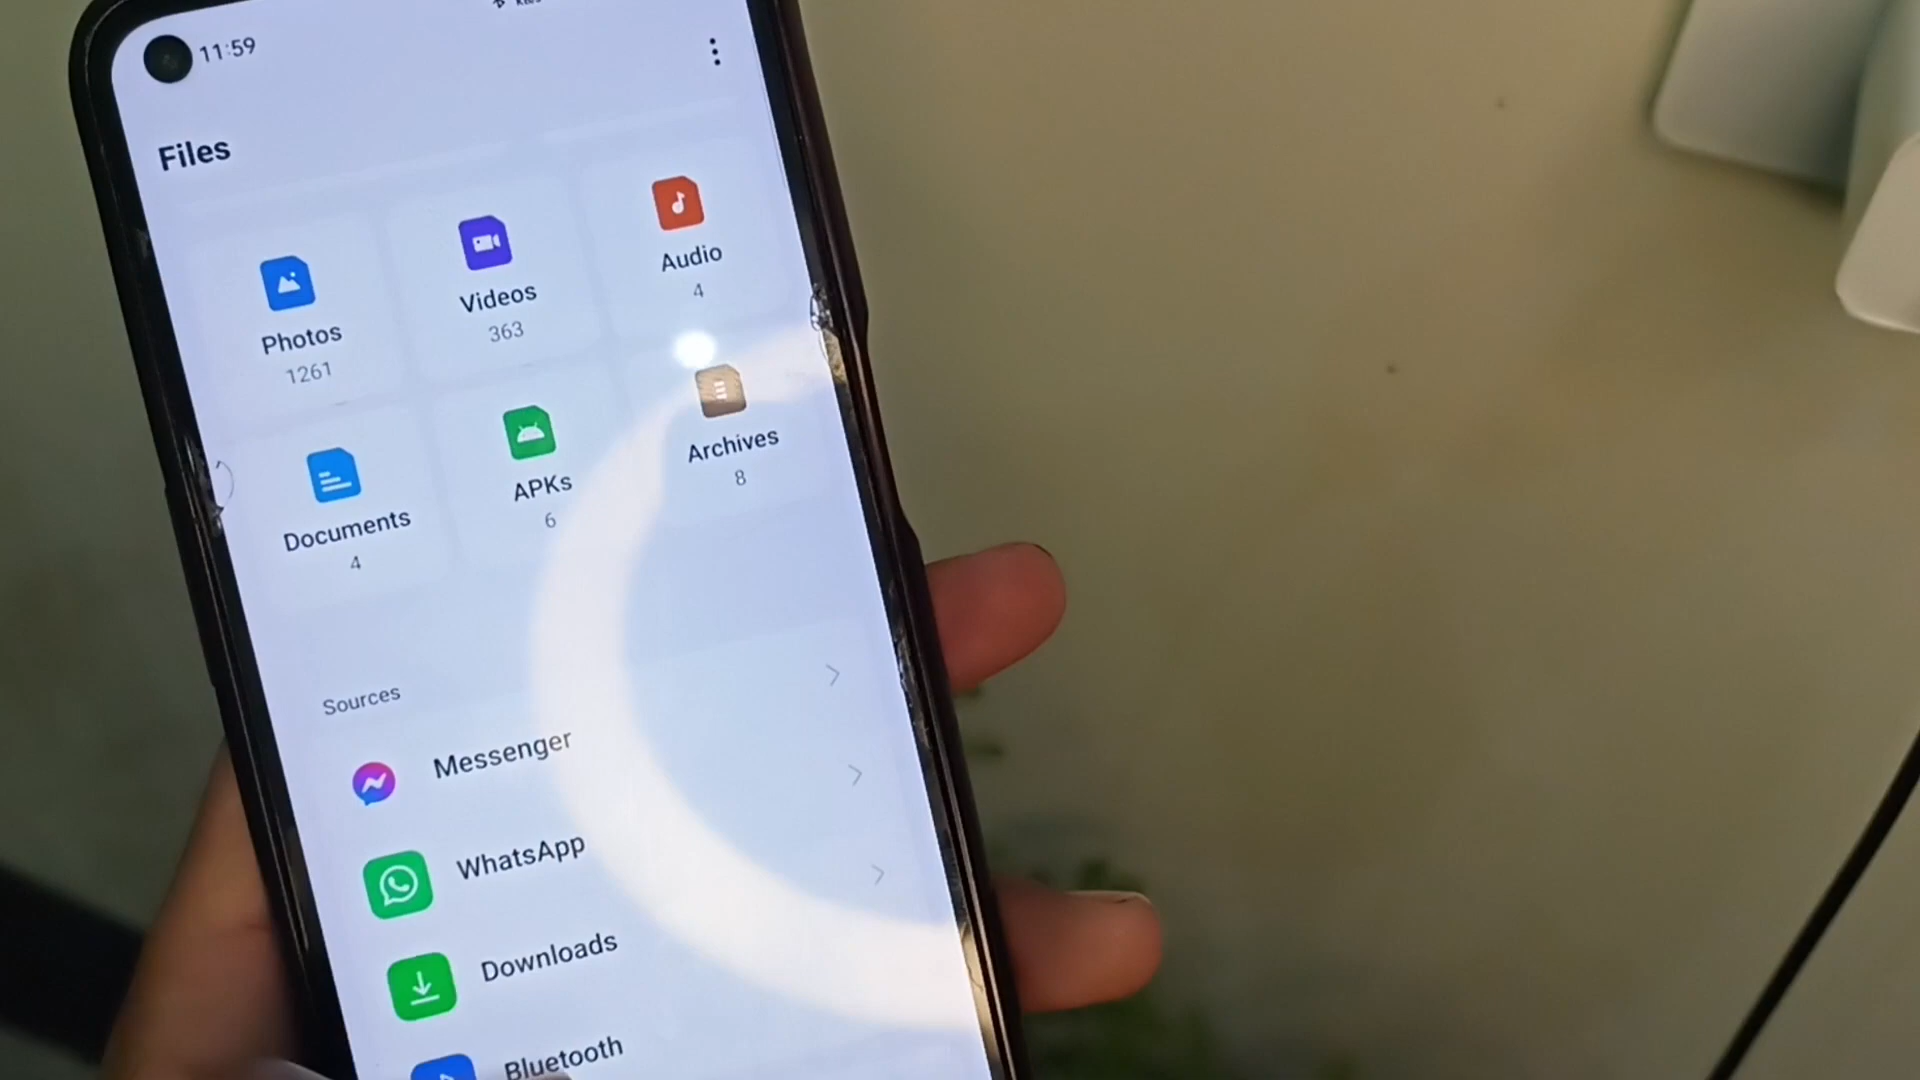 11:59
Files
Photos
1261
Videos
363
Audio
4
Documents
4
APKs
6
Archives
8
Sources
Messenger
WhatsApp
Downloads
Bluetooth